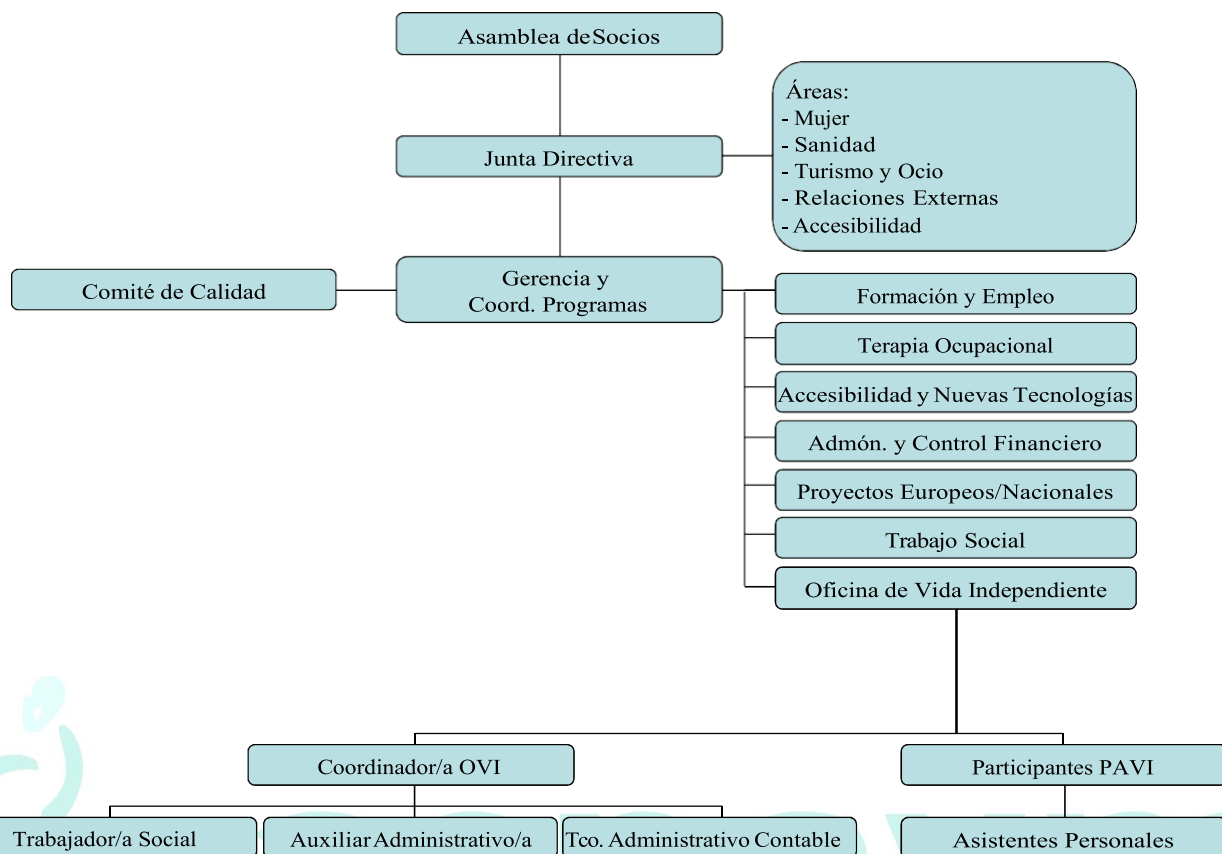 Asamblea de Socios
Áreas:
- Mujer
- Sanidad
- Turismo y Ocio
- Relaciones Externas
- Accesibilidad
Junta Directiva
Gerencia y
Coord. Programas
Comité de Calidad
Formación y Empleo
Terapia Ocupacional
Accesibilidad y Nuevas Tecnologías
Admón. y Control Financiero
Proyectos Europeos/Nacionales
Trabajo Social
Oficina de Vida Independiente
Coordinador/a OVI
Participantes PAVI
Trabajador/a Social
Auxiliar Administrativo/a
Tco. Administrativo Contable
Asistentes Personales